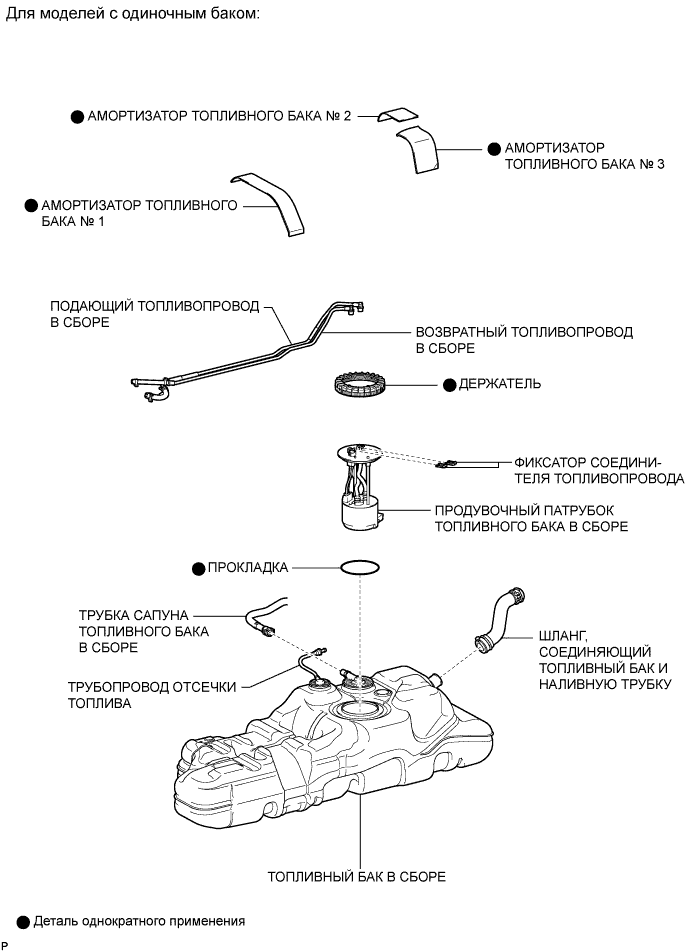 Для моделей с одиночным баком:
● АМОРТИЗАТОР ТОПЛИВНОГО БАКА № 2
● АМОРТИЗАТОР
ТОПЛИВНОГО БАКА № 3
● АМОРТИЗАТОР ТОПЛИВНОГО
БАКА № 1
ПОДАЮЩИЙ ТОПЛИВОПРОВОД
В СБОРЕ
ВОЗВРАТНЫЙ ТОПЛИВОПРОВОД
В СБОРЕ
● ДЕРЖАТЕЛЬ
ФИКСАТОР СОЕДИНИ-
ТЕЛЯ ТОПЛИВОПРОВОДА
ПРОДУВОЧНЫЙ ПАТРУБОК
ТОПЛИВНОГО БАКА В СБОРЕ
● ПРОКЛАДКА
ТРУБКА САПУНА
ТОПЛИВНОГО БАКА
В СБОРЕ
ШЛАНГ,
СОЕДИНЯЮЩИЙ
ТОПЛИВНЫЙ БАК И
НАЛИВНУЮ ТРУБКУ
ТРУБОПРОВОД ОТСЕЧКИ
ТОПЛИВА
ТОПЛИВНЫЙ БАК В СБОРЕ
● Деталь однократного применения
P